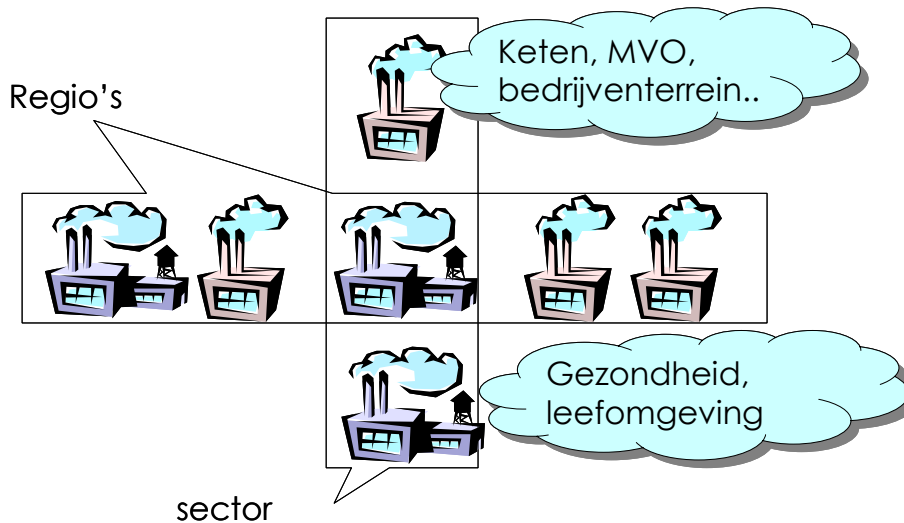 Keten, MVO,
bedrijventerrein..
Regio's
Gezondheid,
leefomgeving
sector